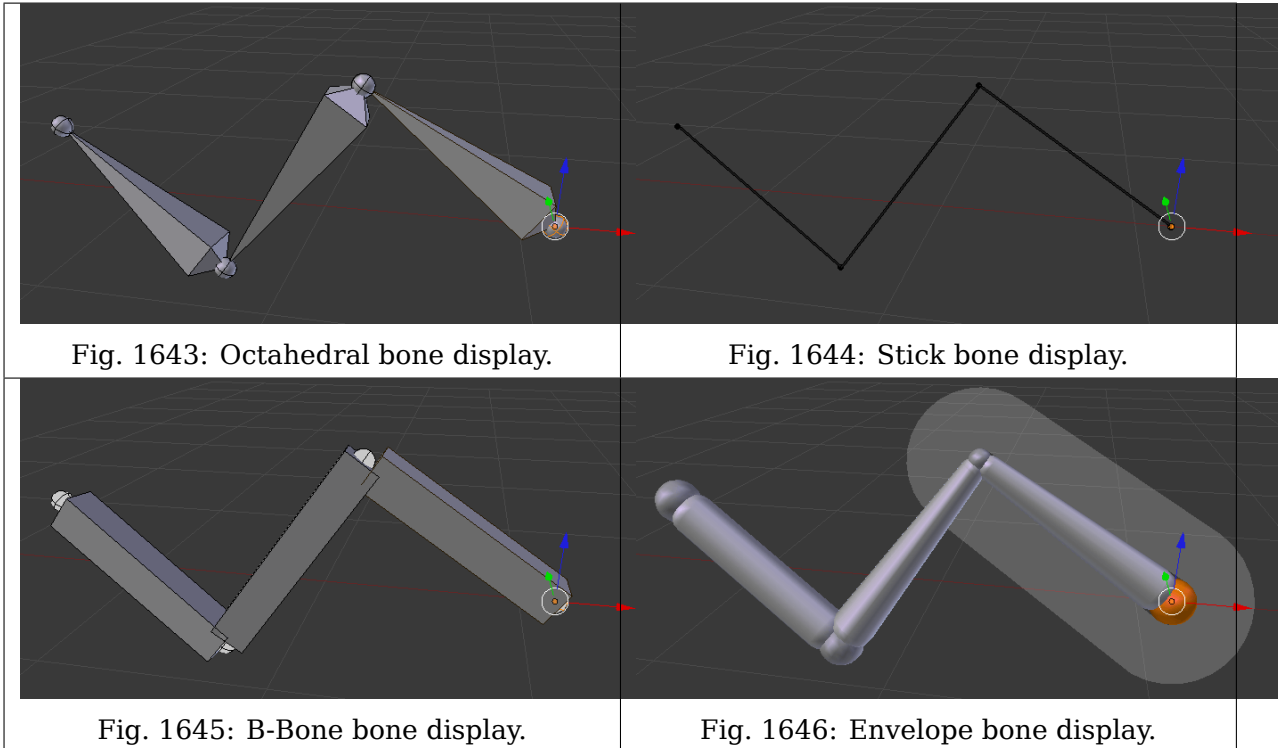 Fig. 1643: Octahedral bone display.
Fig. 1644: Stick bone display.
Fig. 1645: B-Bone bone display.
Fig. 1646: Envelope bone display.